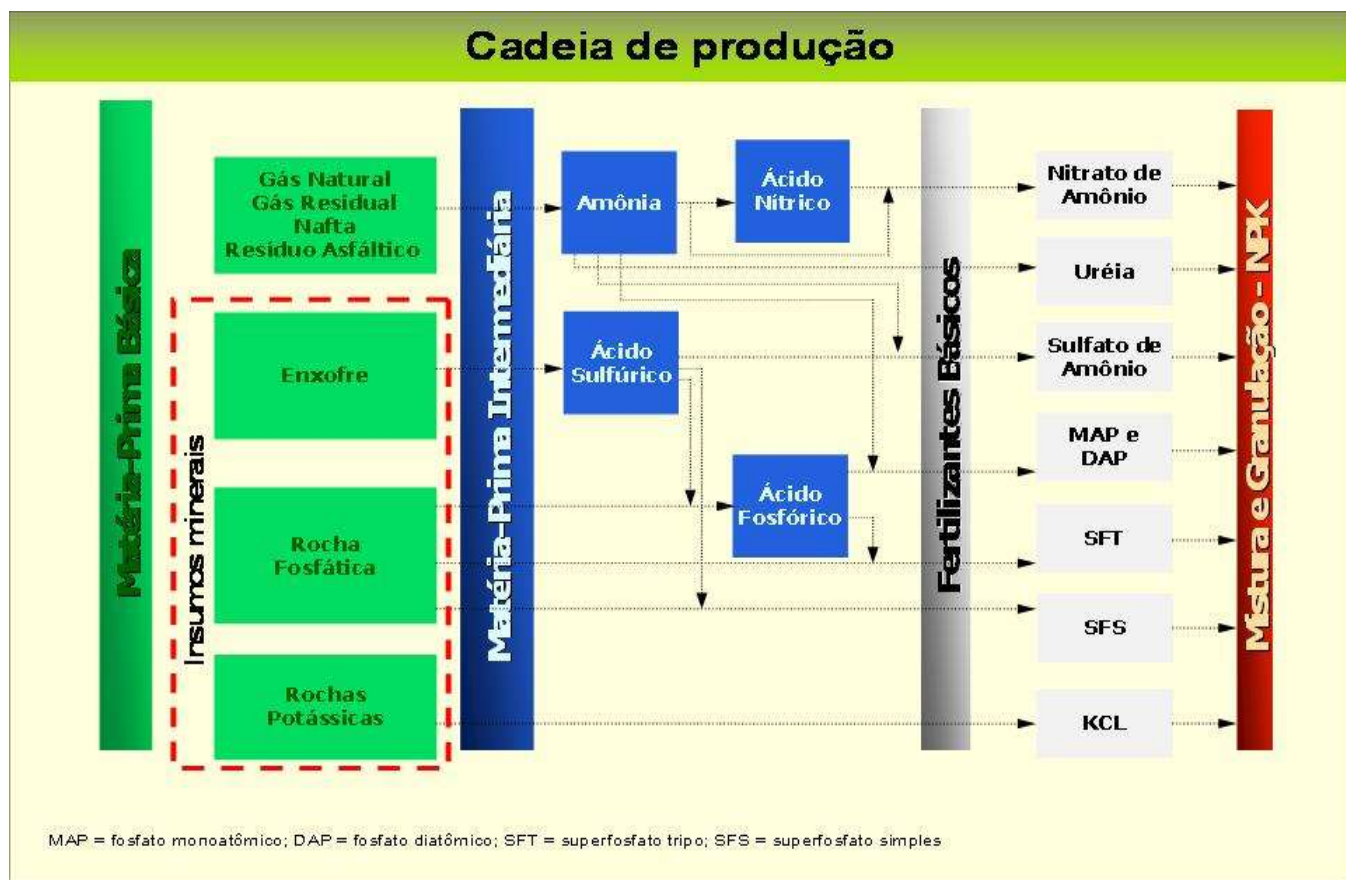 Cadeia de produção
Matéria-Prima Básica
Insumos minerais
Gás Natural
Gás Residual
Nafta
Resíduo Asfáltico
Enxofre
Rocha
Fosfática
Rochas
Potássicas
Matéria-Prima Intermediária
Amônia
Ácido
Nítrico
Ácido
Sulfúrico
Ácido
Fosfórico
Fertilizantes Básicos
Nitrato de
Amônio
Uréia
Sulfato de
Amônio
MAP e
DAP
SFT
SFS
KCL
Mistura e Granulação - NPK
MAP = fosfato monoatômico; DAP = fosfato diatômico; SFT = superfosfato tripo; SFS = superfosfato simples